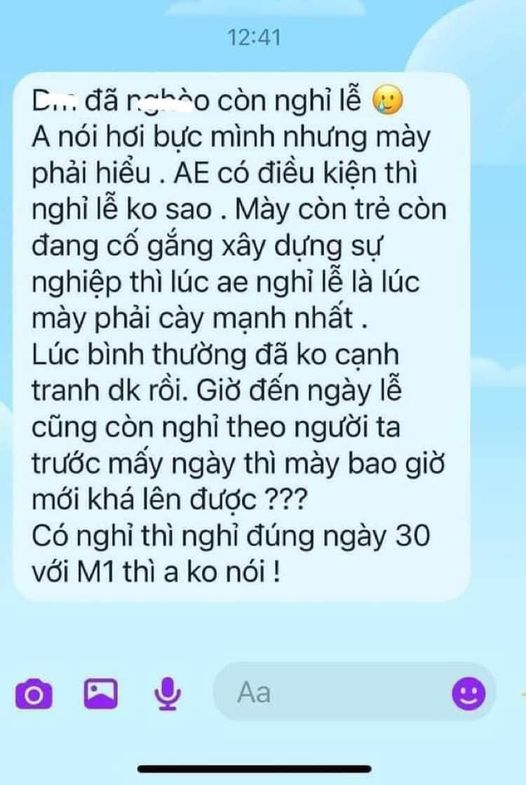 12:41
Dm đã nghèo còn nghỉ lễ 🥲
A nói hơi bực mình nhưng mày
phải hiểu . AE có điều kiện thì
nghỉ lễ ko sao . Mày còn trẻ còn
đang cố gắng xây dựng sự
nghiệp thì lúc ae nghỉ lễ là lúc
mày phải cày mạnh nhất .
Lúc bình thường đã ko cạnh
tranh dk rồi. Giờ đến ngày lễ
cũng còn nghỉ theo người ta
trước mấy ngày thì mày bao giờ
mới khá lên được ???
Có nghỉ thì nghỉ đúng ngày 30
với M1 thì a ko nói !
Aa